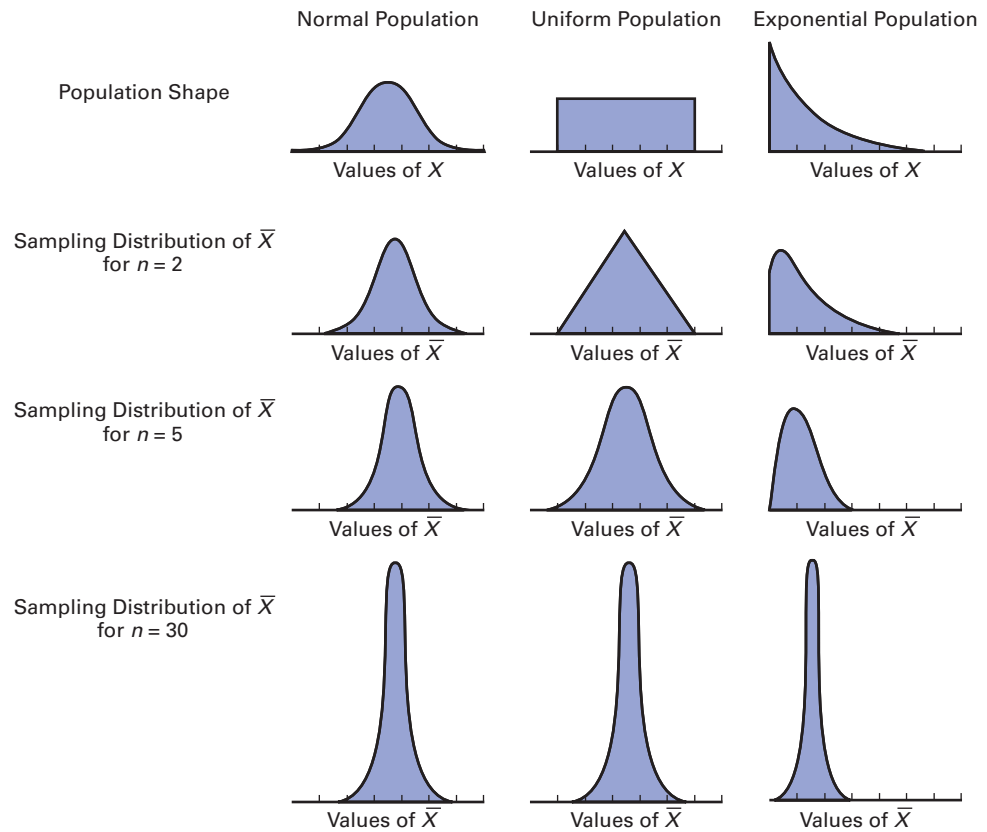 Normal Population
Uniform Population
Exponential Population
Population Shape
Values of X
Values of X
Values of X
Sampling Distribution of X̅
for n = 2
Values of X̅
Values of X̅
Values of X̅
Sampling Distribution of X̅
for n = 5
Values of X̅
Values of X̅
Values of X̅
Sampling Distribution of X̅
for n = 30
Values of X̅
Values of X̅
Values of X̅